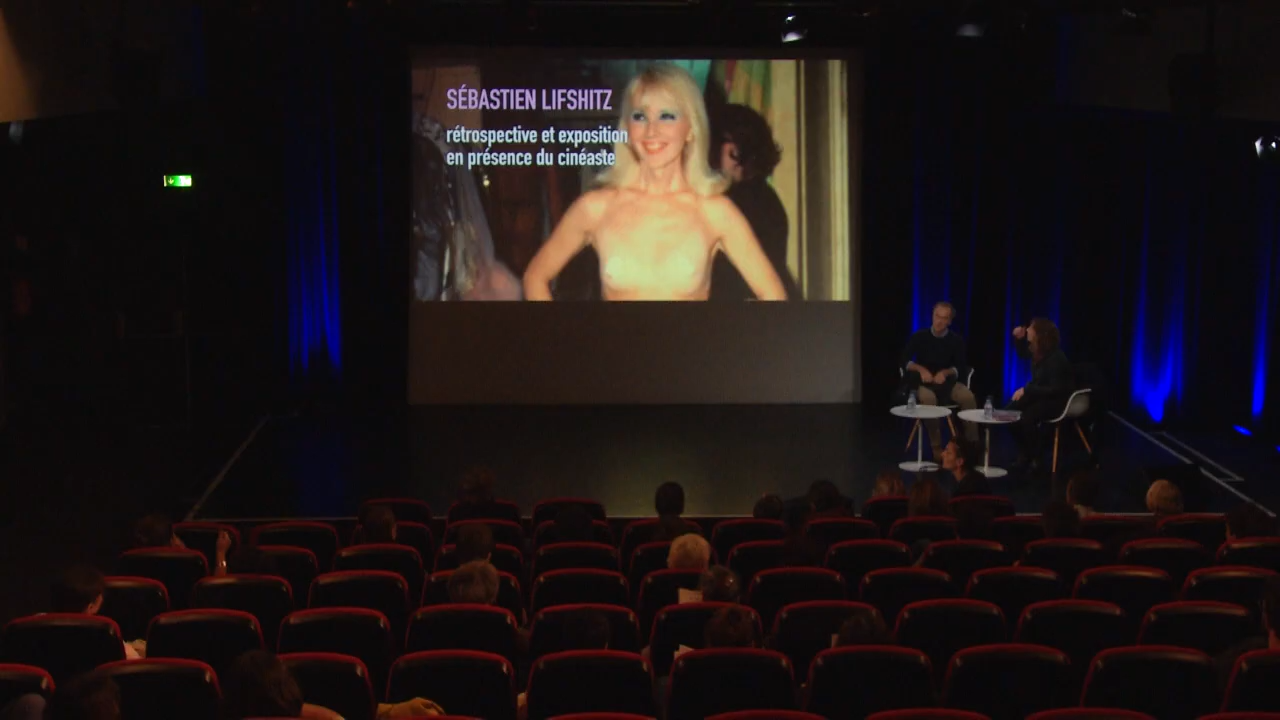 SÉBASTIEN LIFSHITZ
rétrospective et exposition
en présence du cinéaste